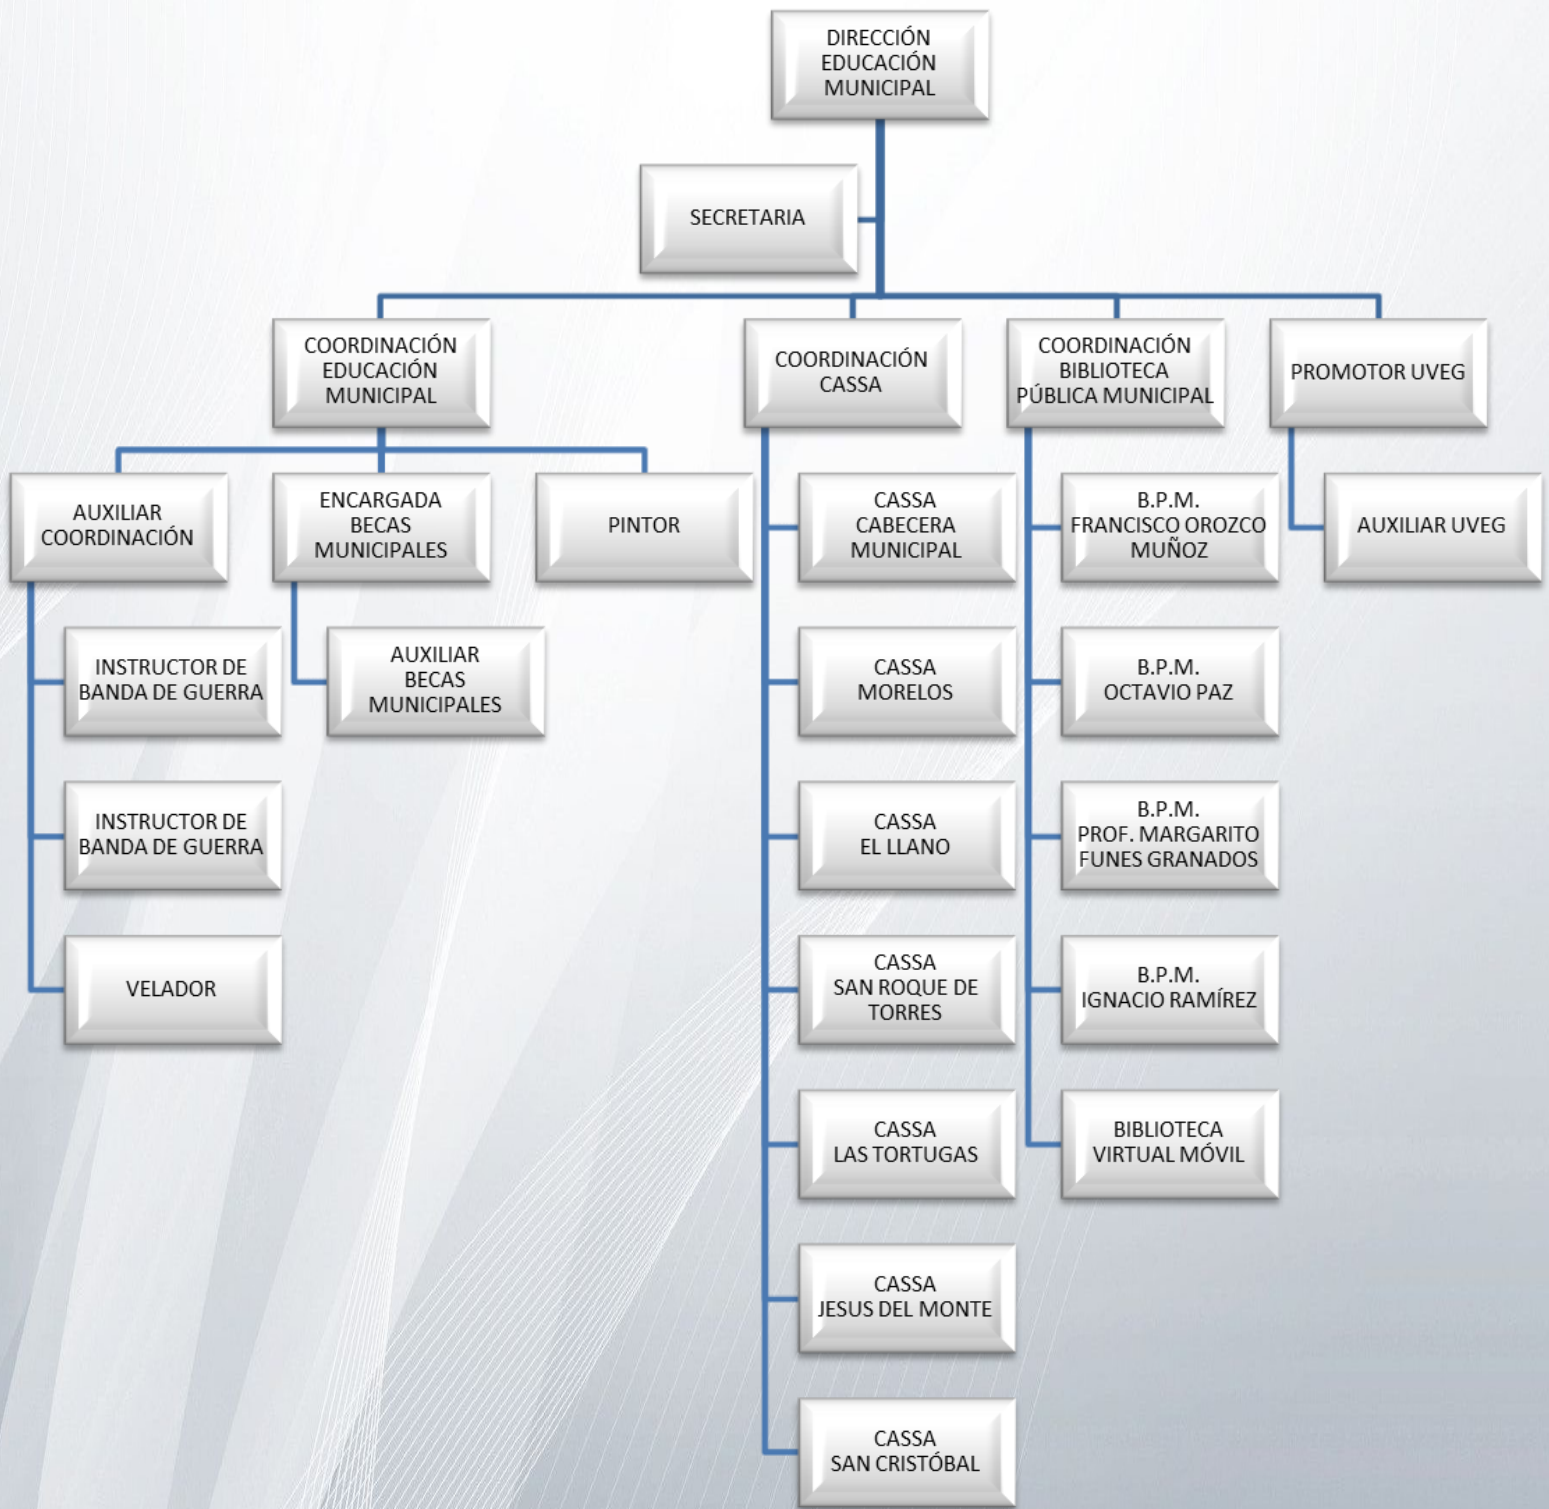 DIRECCIÓN
EDUCACIÓN
MUNICIPAL
SECRETARIA
COORDINACIÓN
EDUCACIÓN
MUNICIPAL
COORDINACIÓN
CASSA
COORDINACIÓN
BIBLIOTECA
PÚBLICA MUNICIPAL
PROMOTOR UVEG
AUXILIAR
COORDINACIÓN
ENCARGADA
BECAS
MUNICIPALES
PINTOR
CASSA
CABECERA
MUNICIPAL
B.P.M.
FRANCISCO OROZCO
MUÑOZ
AUXILIAR UVEG
INSTRUCTOR DE
BANDA DE GUERRA
AUXILIAR
BECAS
MUNICIPALES
CASSA
MORELOS
B.P.M.
OCTAVIO PAZ
INSTRUCTOR DE
BANDA DE GUERRA
CASSA
EL LLANO
B.P.M.
PROF. MARGARITO
FUNES GRANADOS
VELADOR
CASSA
SAN ROQUE DE
TORRES
B.P.M.
IGNACIO RAMÍREZ
CASSA
LAS TORTUGAS
BIBLIOTECA
VIRTUAL MÓVIL
CASSA
JESUS DEL MONTE
CASSA
SAN CRISTÓBAL